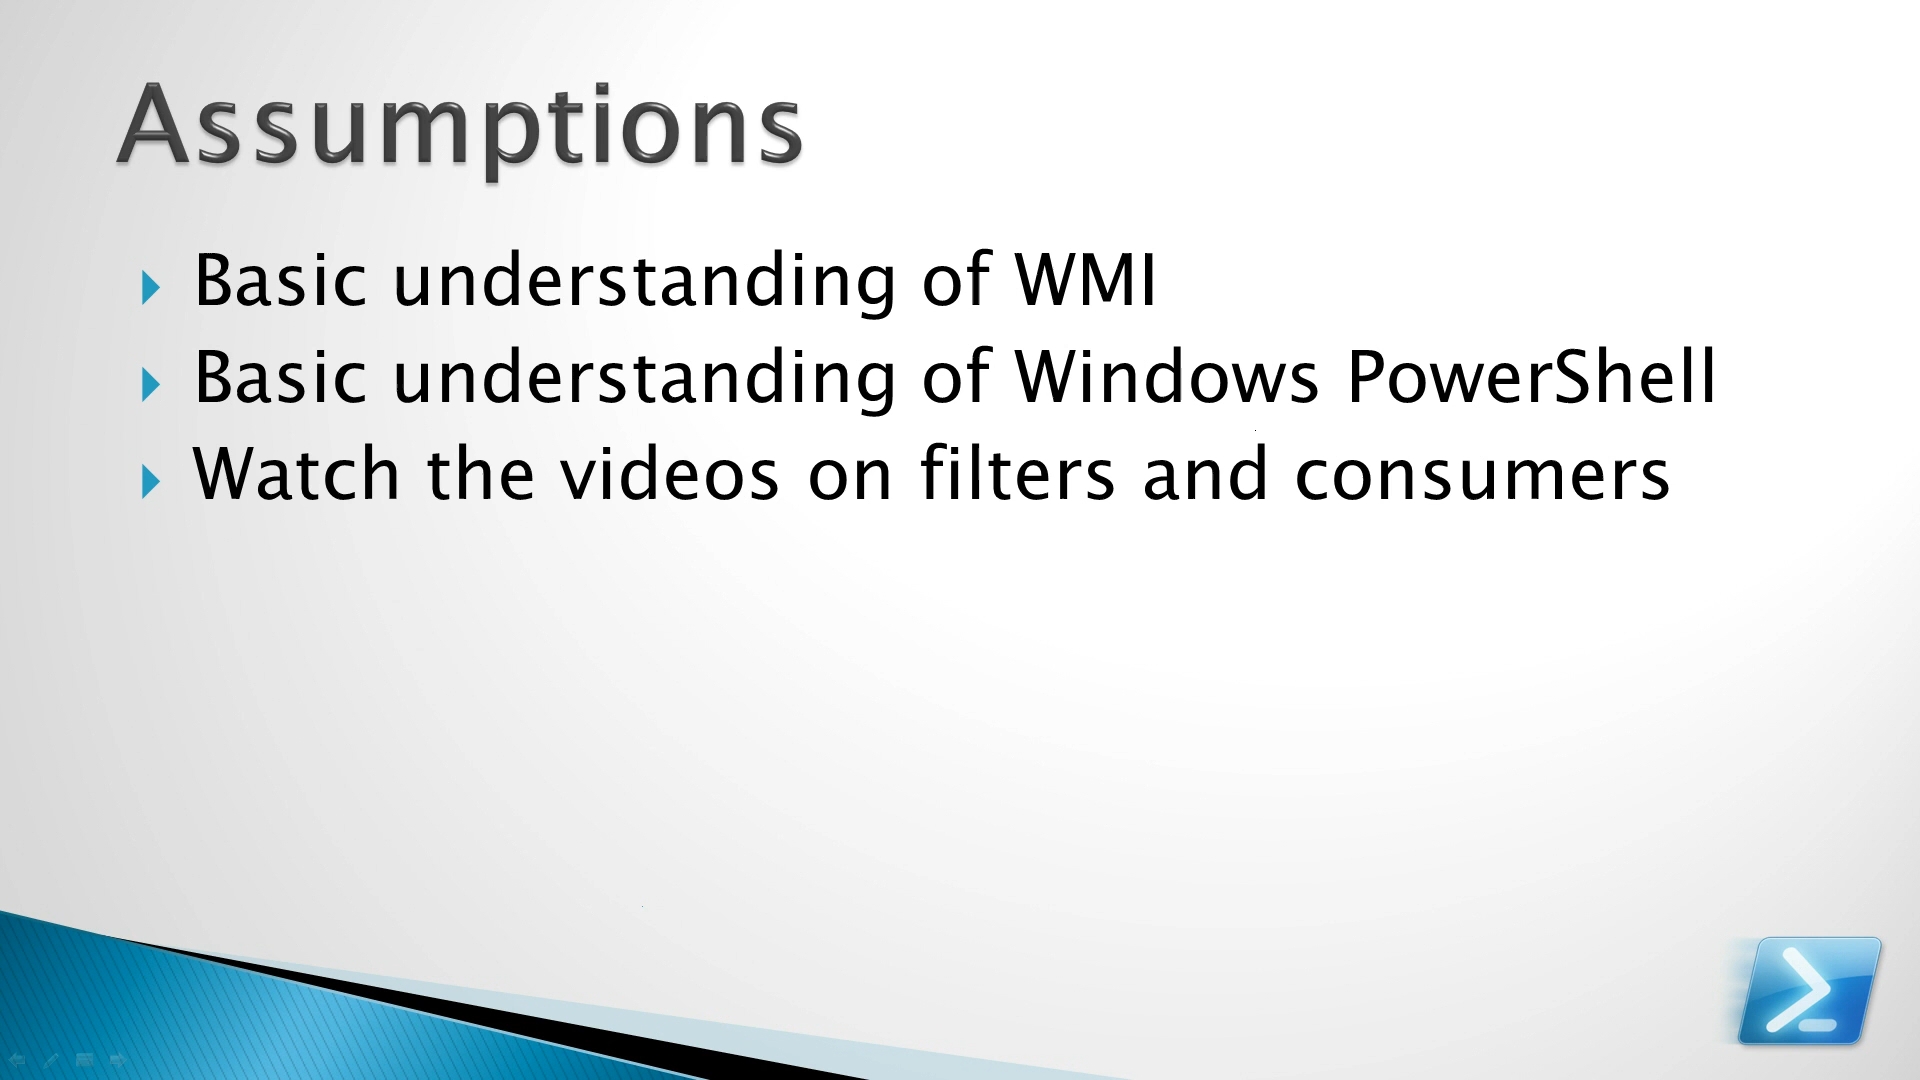 Assumptions
Basic understanding of WMI
Basic understanding of Windows PowerShell
Watch the videos on filters and consumers